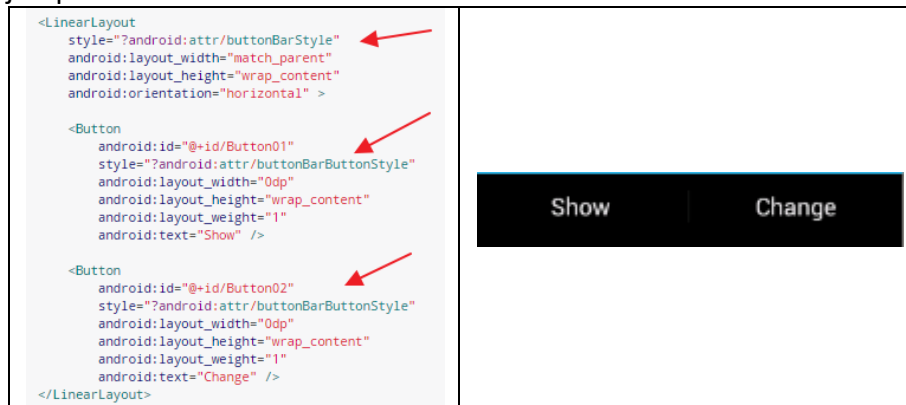 <LinearLayout
style="?android:attr/buttonBarStyle"
android:layout_width="match_parent"
android:layout_height="wrap_content"
android:orientation="horizontal" >
<Button
android:id="@+id/Button01"
style="?android:attr/buttonBarButtonStyle"
android:layout_width="0dp"
android:layout_height="wrap_content"
android:layout_weight="1"
android:text="Show" />
<Button
android:id="@+id/Button02"
style="?android:attr/buttonBarButtonStyle"
android:layout_width="0dp"
android:layout_height="wrap_content"
android:layout_weight="1"
android:text="Change" />
</LinearLayout>
Show Change